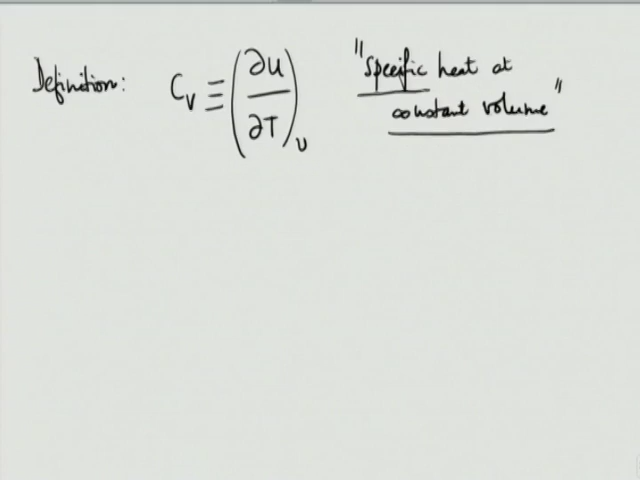 Definition: C_v ≡ (∂u/∂T)_v "specific heat at
constant volume"